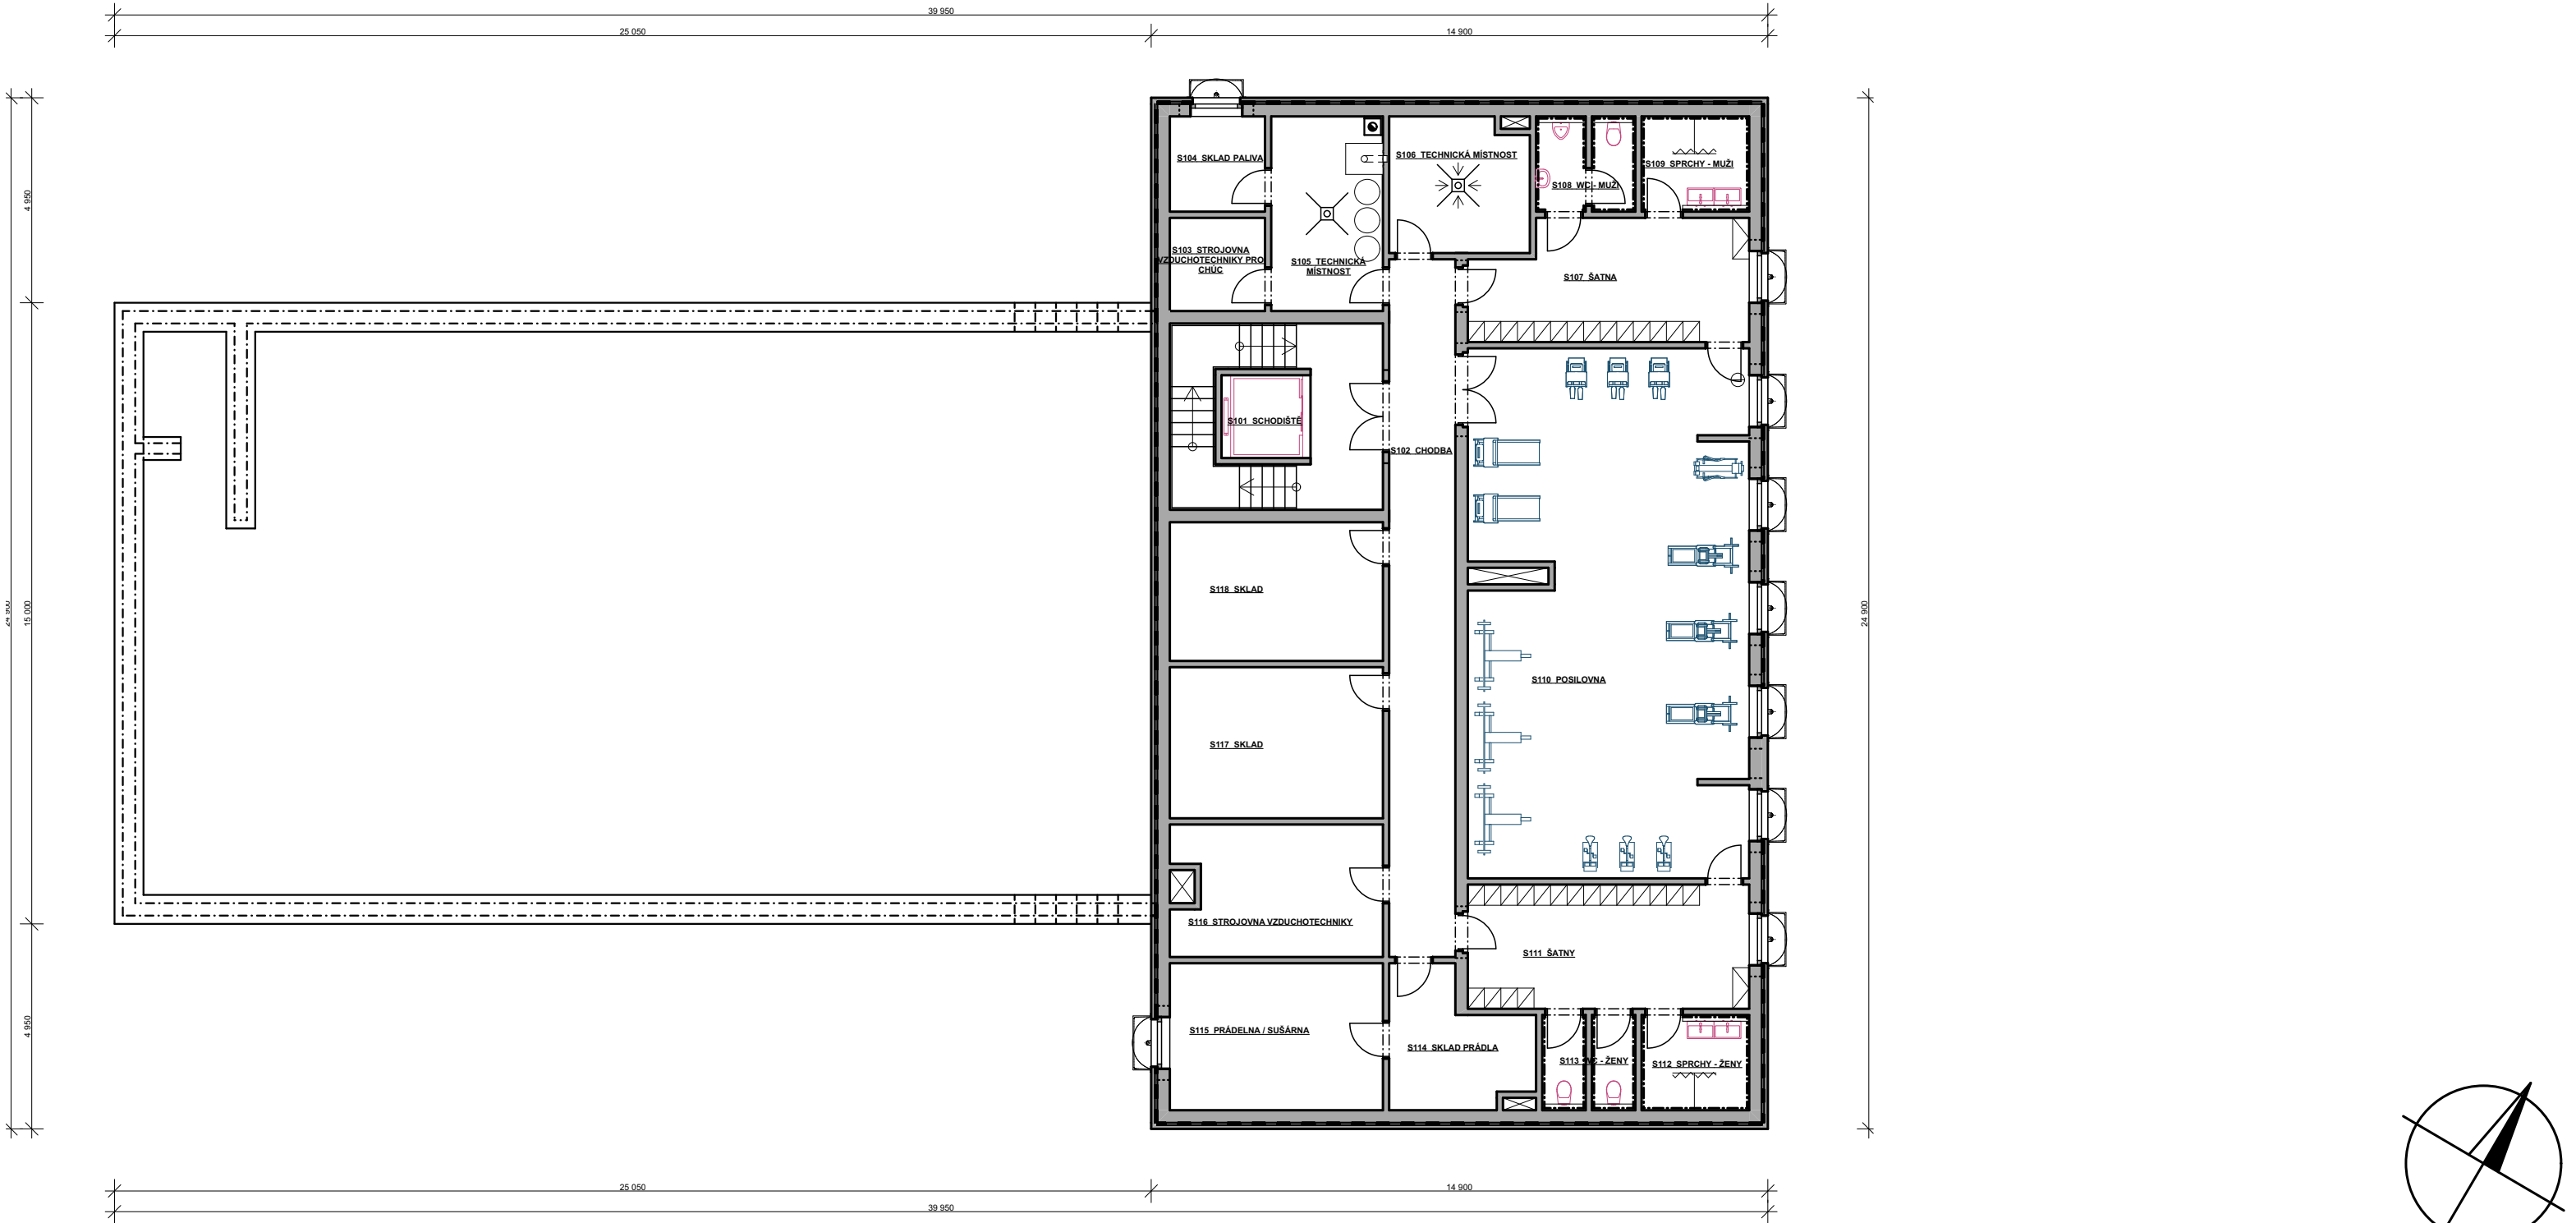 39 950
25 050
14 900
4 950
15 000
4 950
24 900
24 900
S104 SKLAD PALIVA
S106 TECHNICKÁ MÍSTNOST
S109 SPRCHY - MUŽI
S108 WC - MUŽI
S103 STROJOVNA
VZDUCHOTECHNIKY PRO
CHÚC
S105 TECHNICKÁ
MÍSTNOST
S107 ŠATNA
S101 SCHODIŠTĚ
S102 CHODBA
S118 SKLAD
S110 POSILOVNA
S117 SKLAD
S116 STROJOVNA VZDUCHOTECHNIKY
S111 ŠATNY
S115 PRÁDELNA / SUŠÁRNA
S114 SKLAD PRÁDLA
S113 WC - ŽENY
S112 SPRCHY - ŽENY
25 050
14 900
39 950